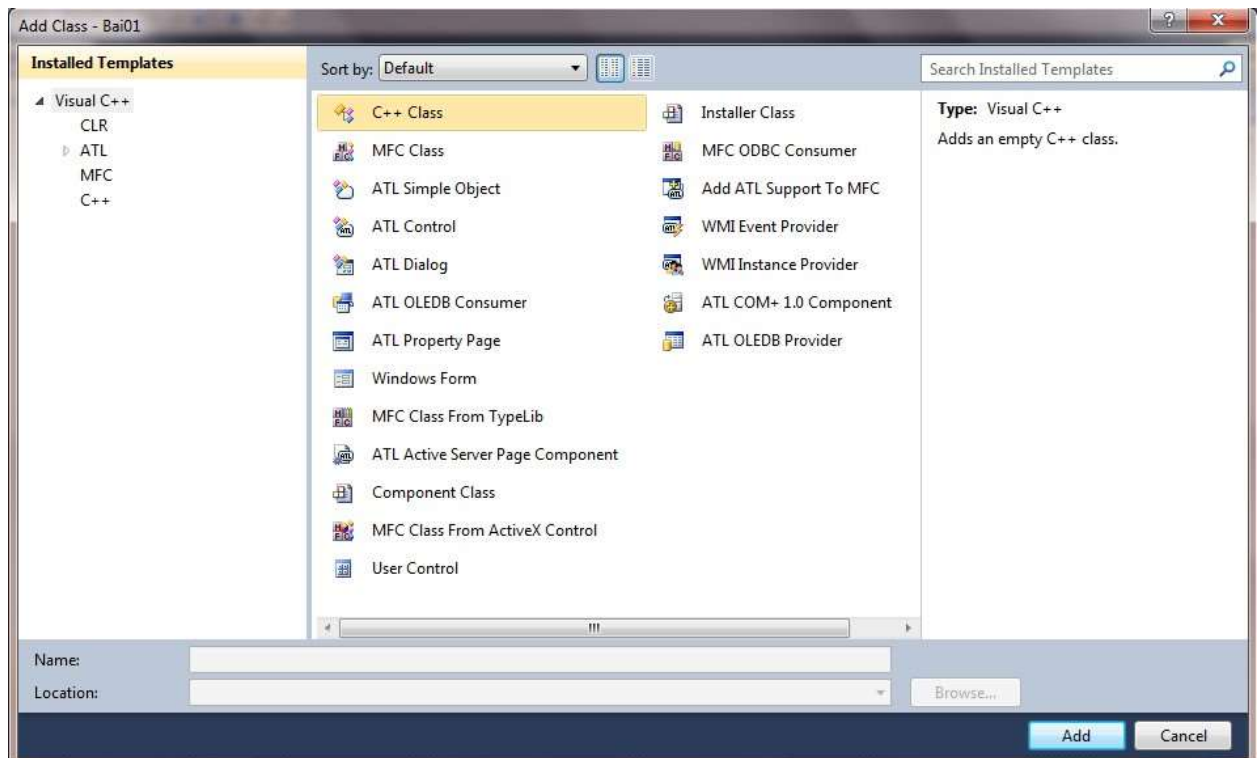 Add Class - Bai01
Installed Templates
Visual C++
CLR
ATL
MFC
C++
Sort by: Default
C++ Class
MFC Class
ATL Simple Object
ATL Control
ATL Dialog
ATL OLEDB Consumer
ATL Property Page
Windows Form
MFC Class From TypeLib
ATL Active Server Page Component
Component Class
MFC Class From ActiveX Control
User Control
Installer Class
MFC ODBC Consumer
Add ATL Support To MFC
WMI Event Provider
WMI Instance Provider
ATL COM+ 1.0 Component
ATL OLEDB Provider
Search Installed Templates
Type: Visual C++
Adds an empty C++ class.
Name:
Location:
Browse...
Add
Cancel